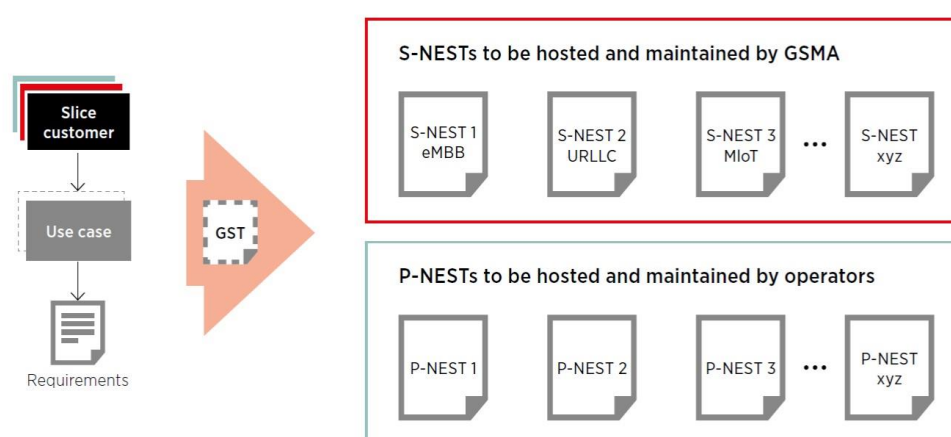 Slice
customer
Use case
Requirements
GST
S-NESTs to be hosted and maintained by GSMA
S-NEST 1
eMBB
S-NEST 2
URLLC
S-NEST 3
MIoT
...
S-NEST
xyz
P-NESTs to be hosted and maintained by operators
P-NEST 1
P-NEST 2
P-NEST 3
...
P-NEST
xyz